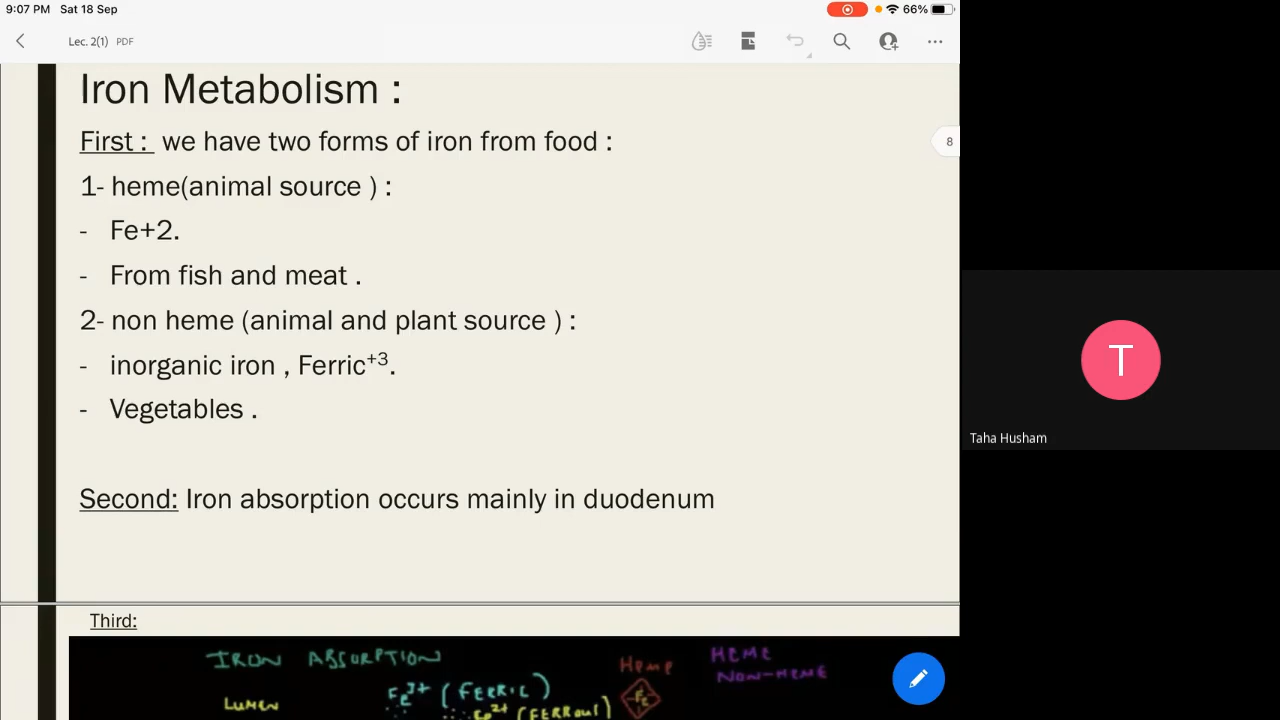 9:07 PM Sat 18 Sep
66%
Lec. 2(1) PDF
Iron Metabolism :
First : we have two forms of iron from food :
8
1- heme(animal source ) :
- Fe+2.
- From fish and meat .
2- non heme (animal and plant source ) :
- inorganic iron , Ferric+3.
- Vegetables .
Second: Iron absorption occurs mainly in duodenum
T
Taha Husham
Third:
IRON ABSORPTION
Heme
HEME
NON-HEME
Fe3+ (FERRIC)
LUMEN
Fe
Fe2+ (FERROUS)